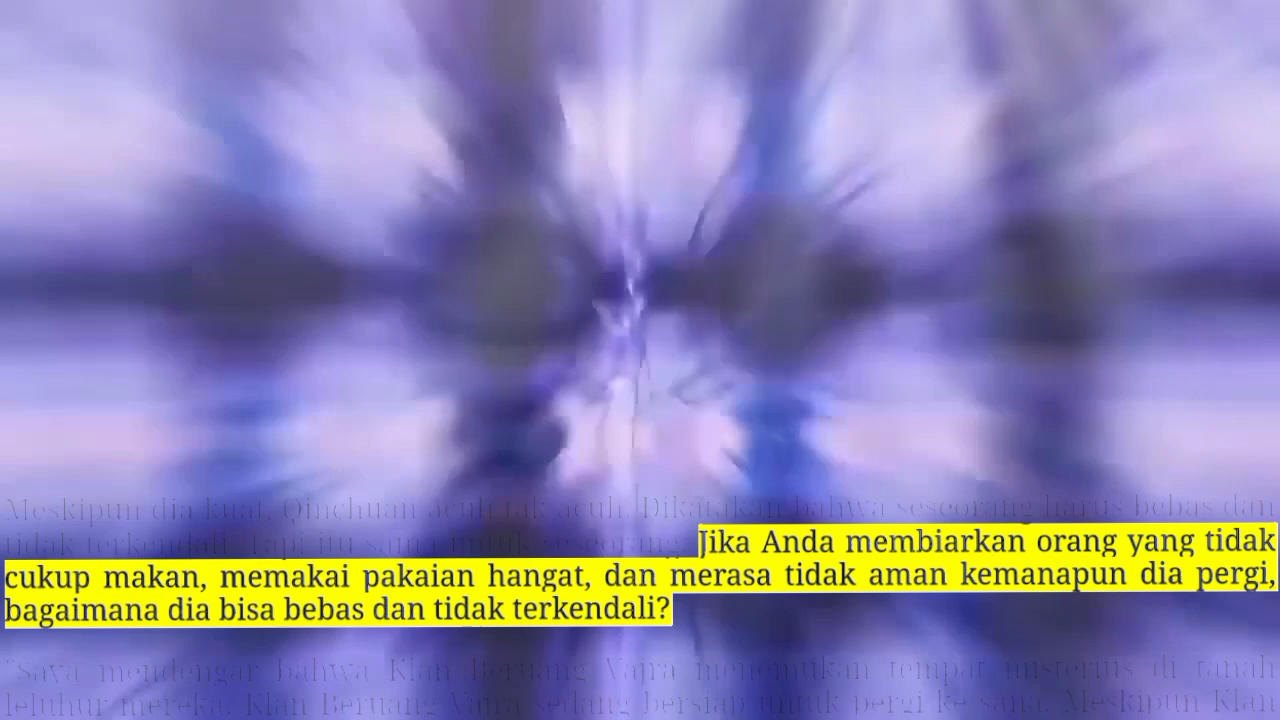 Meskipun dia kuat, Qinchuan acuh tak acuh. Dikatakan bahwa seseorang harus bebas dan
tidak terkendali, tapi itu sama untuk seseorang. Jika Anda membiarkan orang yang tidak
cukup makan, memakai pakaian hangat, dan merasa tidak aman kemanapun dia pergi,
bagaimana dia bisa bebas dan tidak terkendali?
"Saya mendengar bahwa Klan Beruang Vajra menemukan tempat misterius di tanah
leluhur mereka. Klan Beruang Vajra sedang bersiap untuk pergi ke sana. Meskipun Klan